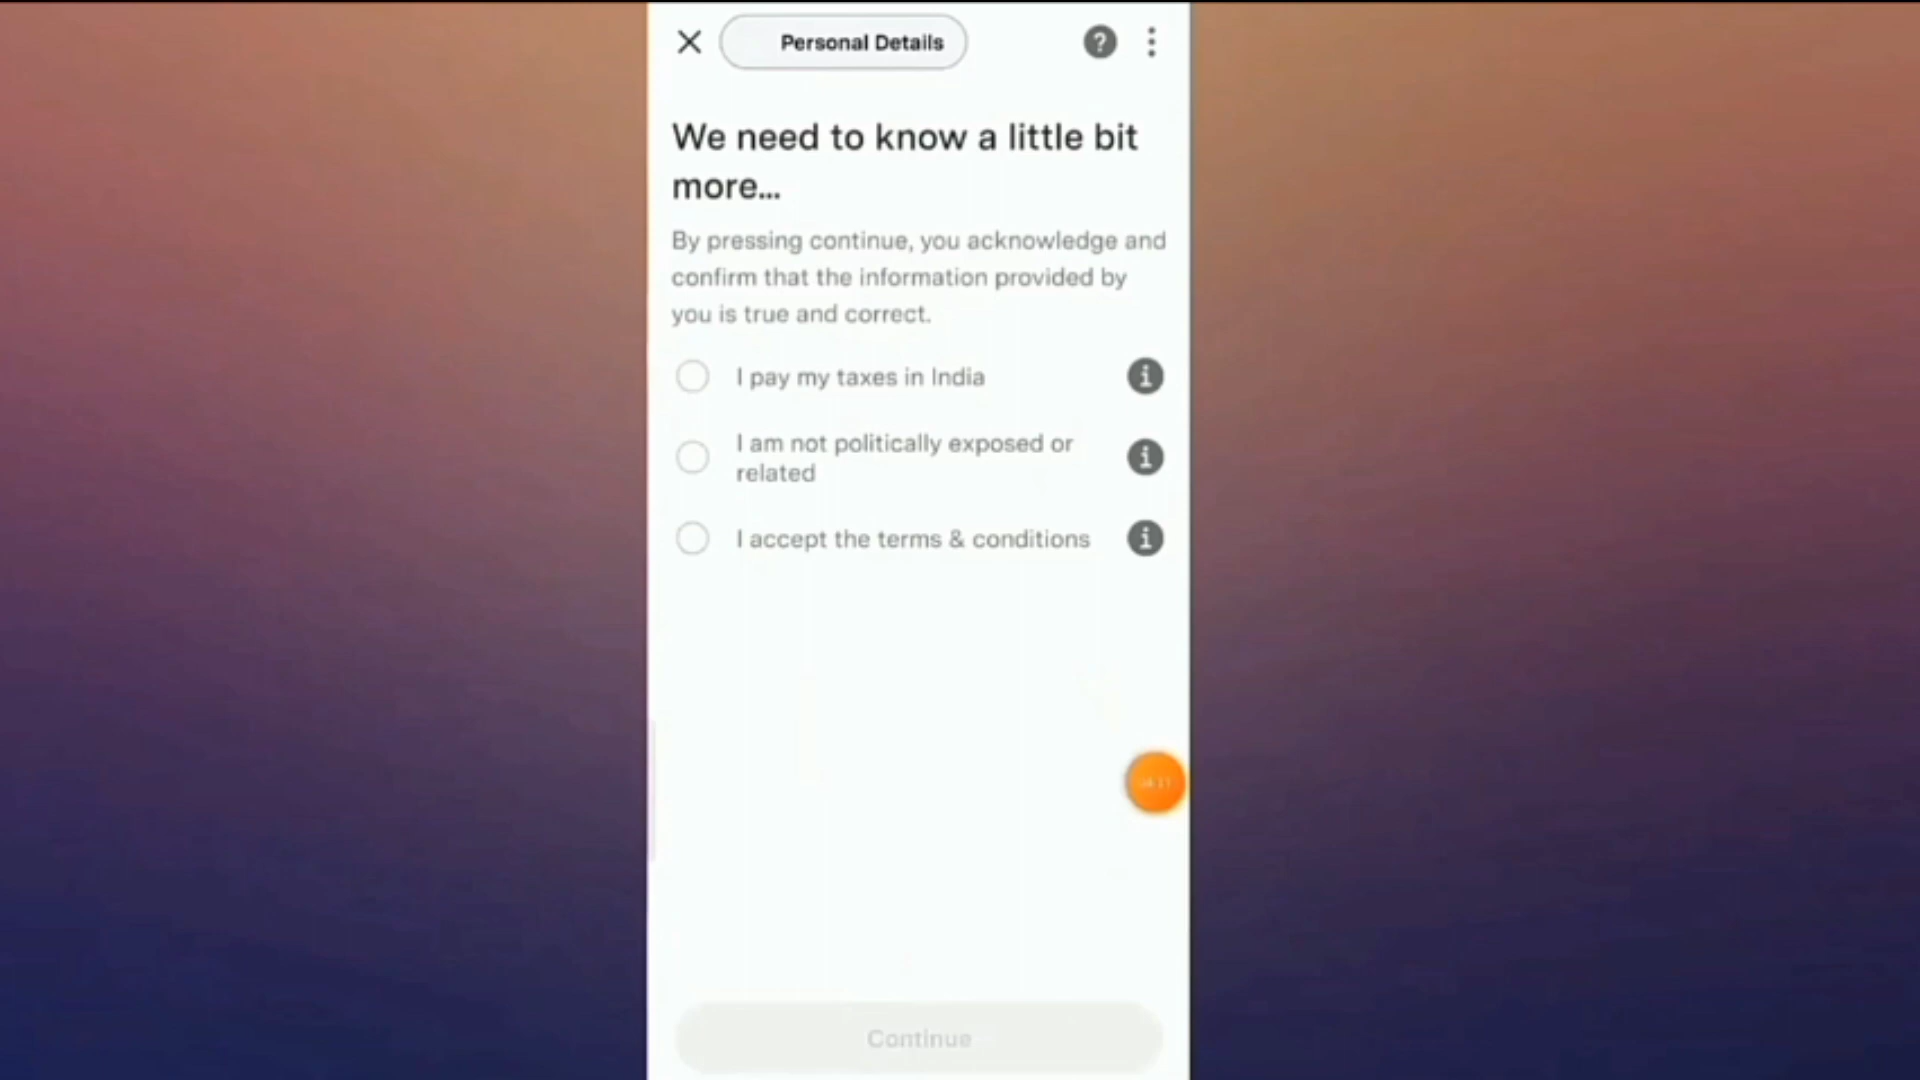 Personal Details
We need to know a little bit
more...
By pressing continue, you acknowledge and
confirm that the information provided by
you is true and correct.
I pay my taxes in India
I am not politically exposed or
related
I accept the terms & conditions
Continue